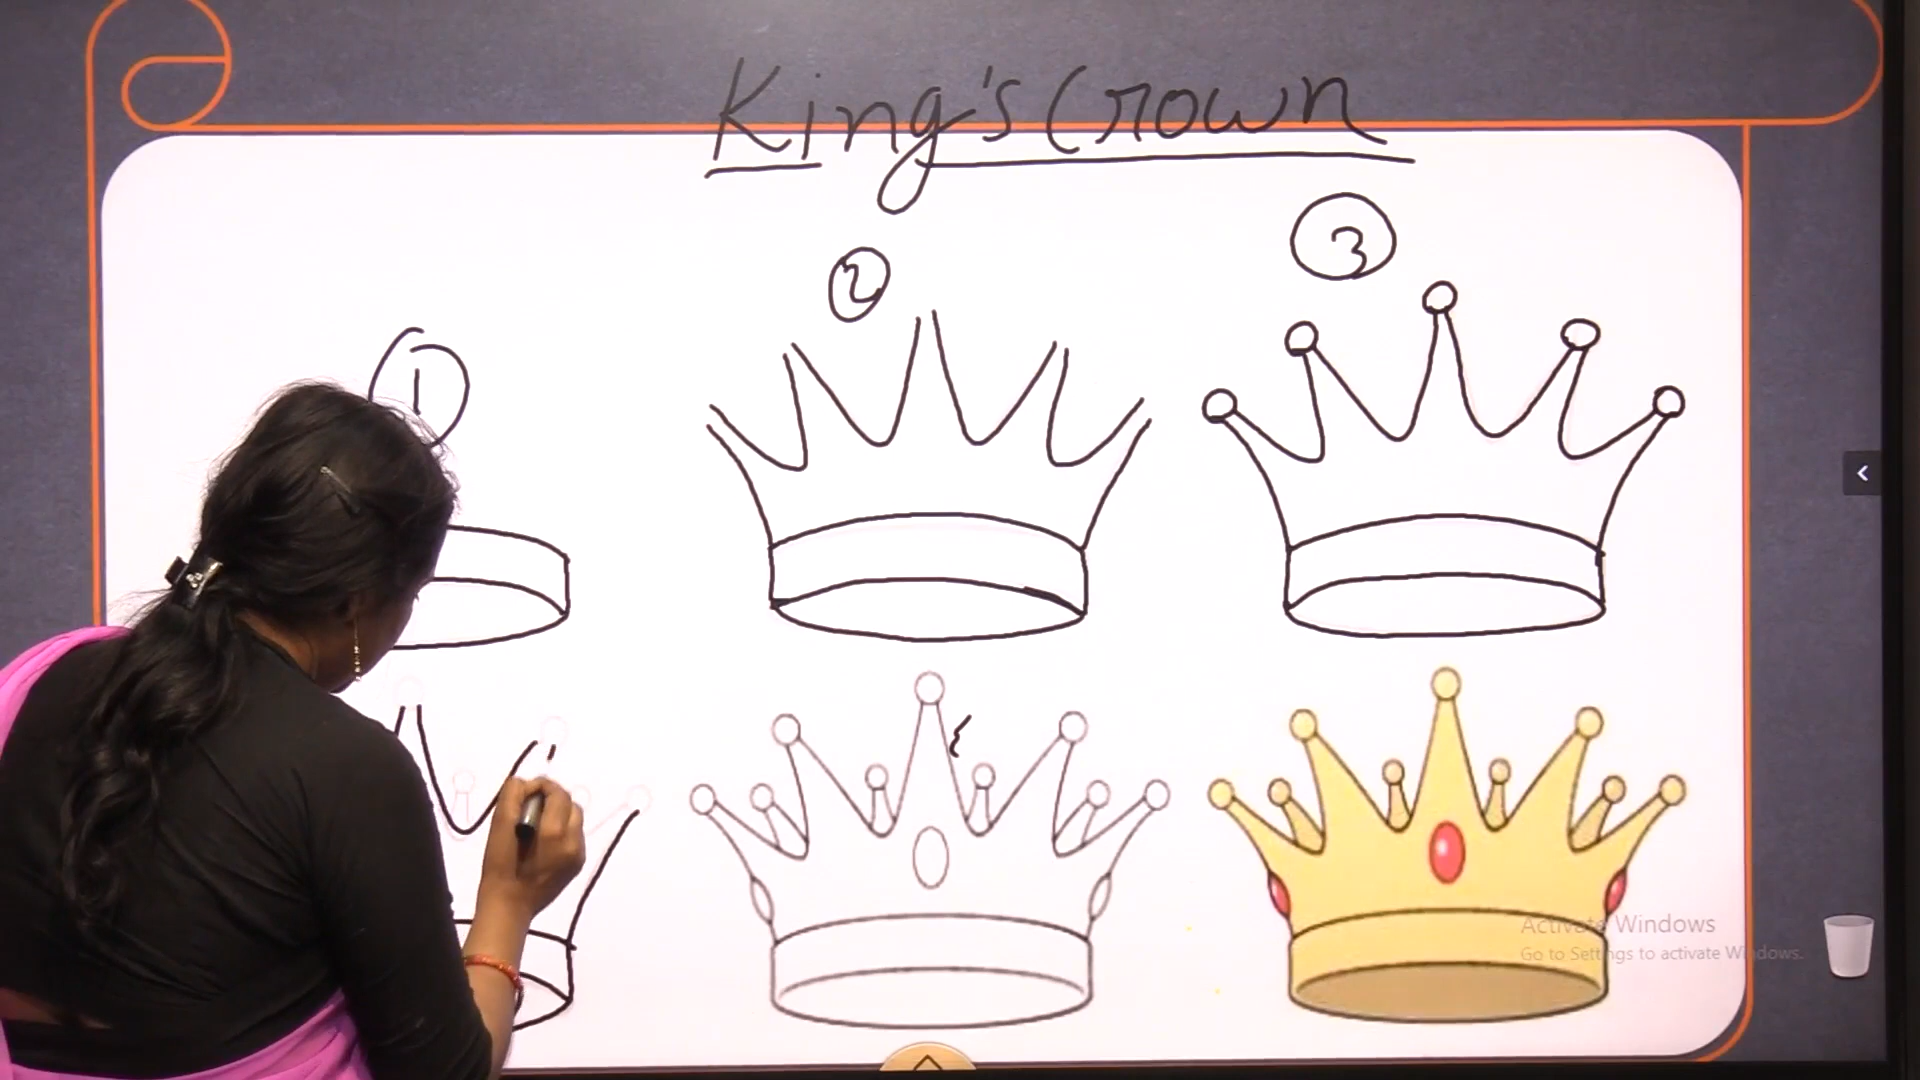 King's Crown
3
2
1
Activate Windows
Go to Settings to activate Windows.